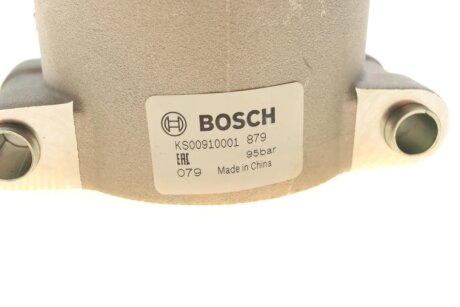 BOSCH
KS00910001 879
EAC 95bar
079 Made in China